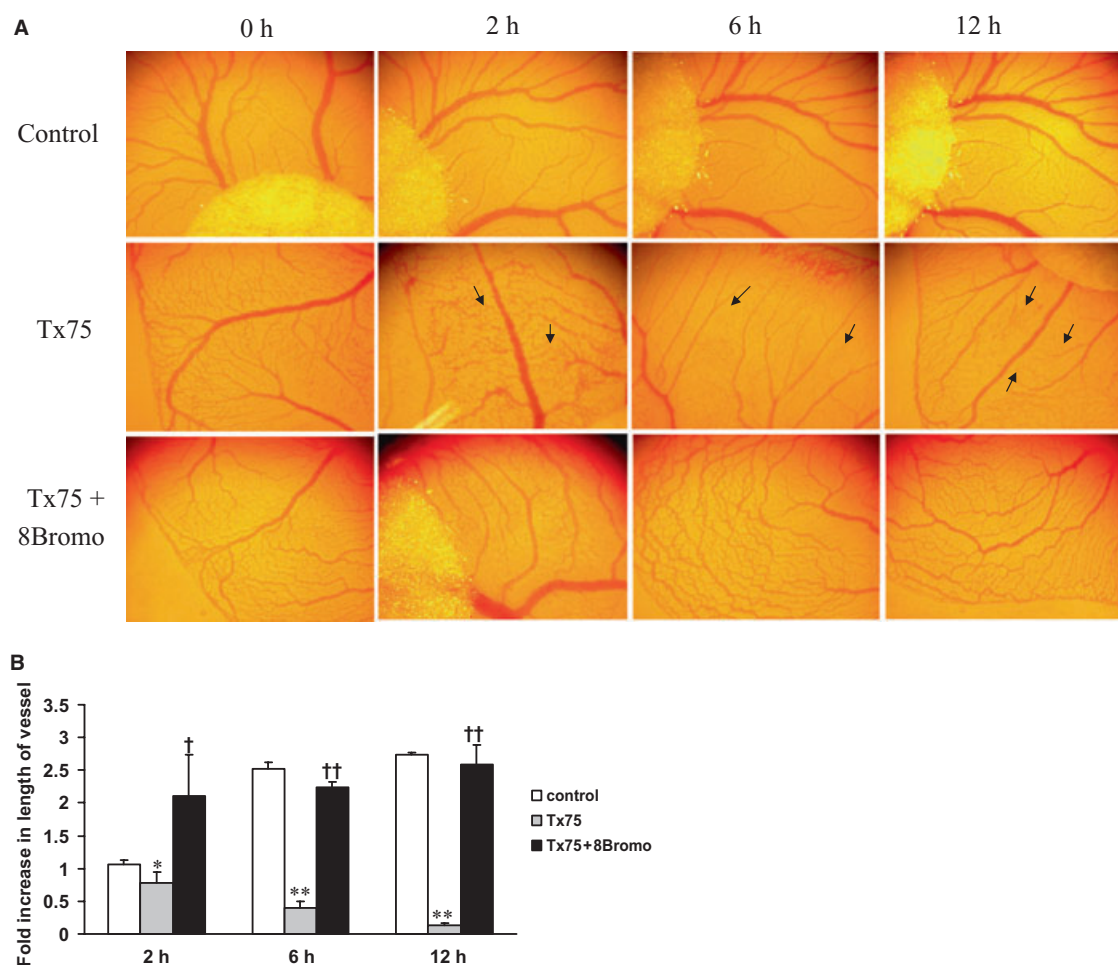 A
0 h 2 h 6 h 12 h
Control
Tx75
Tx75 +
8Bromo
B
Fold increase in length of vessel
3.5
3
2.5
2
1.5
1
0.5
0
* † ** †† ** ††
2 h 6 h 12 h
control
Tx75
Tx75+8Bromo